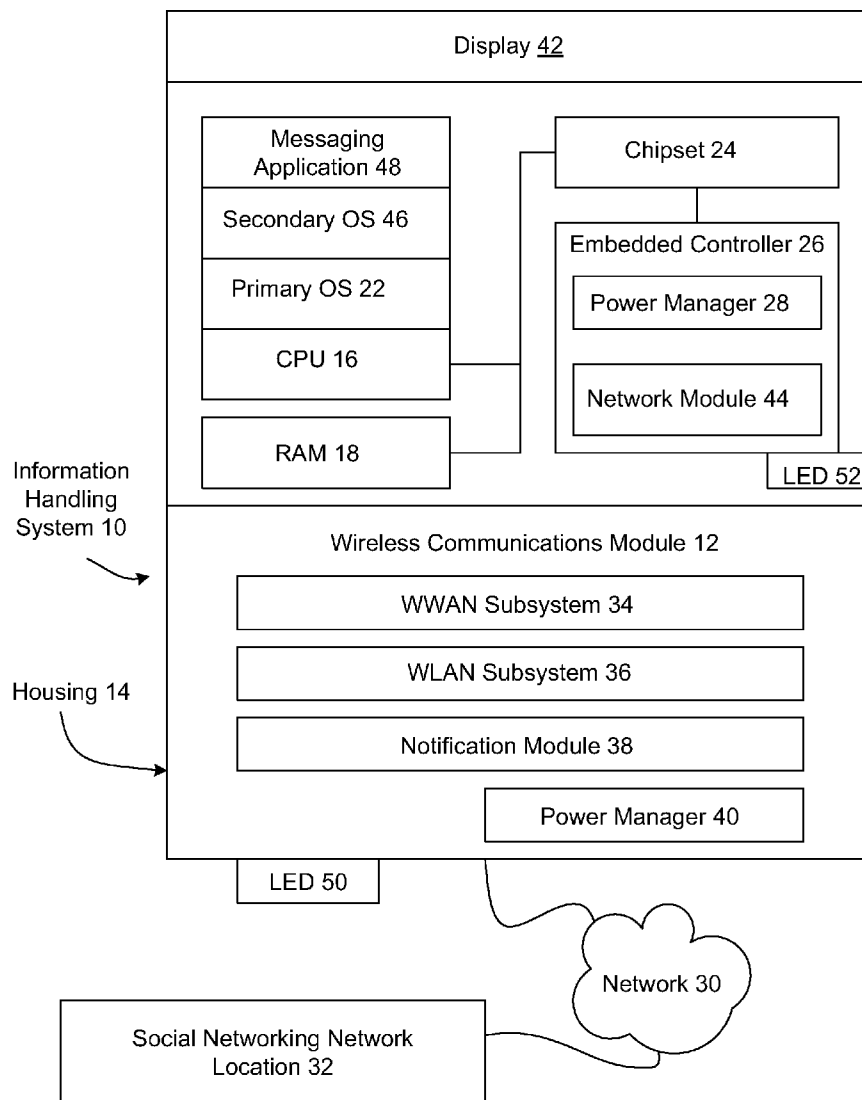 Display 42
Messaging
Application 48
Chipset 24
Secondary OS 46
Embedded Controller 26
Primary OS 22
Power Manager 28
CPU 16
Network Module 44
RAM 18
LED 52
Information
Handling
System 10
Wireless Communications Module 12
WWAN Subsystem 34
WLAN Subsystem 36
Housing 14
Notification Module 38
Power Manager 40
LED 50
Network 30
Social Networking Network
Location 32